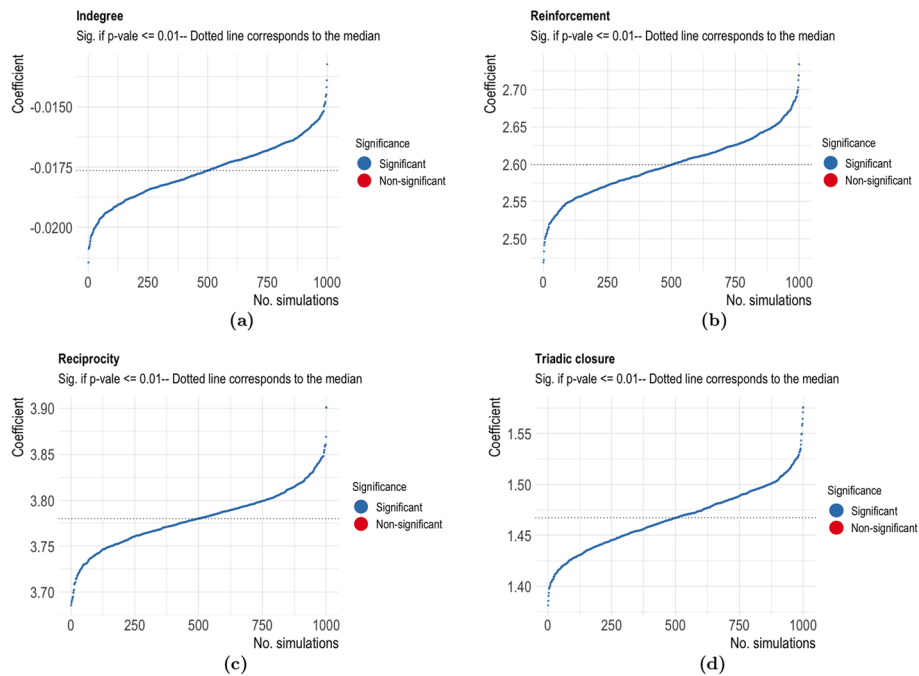 Indegree
Sig. if p-vale <= 0.01-- Dotted line corresponds to the median
Coefficient
-0.0150
-0.0175
-0.0200
0 250 500 750 1000
No. simulations
Significance
Significant
Non-significant
(a)
Reinforcement
Sig. if p-vale <= 0.01-- Dotted line corresponds to the median
Coefficient
2.70
2.65
2.60
2.55
2.50
0 250 500 750 1000
No. simulations
Significance
Significant
Non-significant
(b)
Reciprocity
Sig. if p-vale <= 0.01-- Dotted line corresponds to the median
Coefficient
3.90
3.85
3.80
3.75
3.70
0 250 500 750 1000
No. simulations
Significance
Significant
Non-significant
(c)
Triadic closure
Sig. if p-vale <= 0.01-- Dotted line corresponds to the median
Coefficient
1.55
1.50
1.45
1.40
0 250 500 750 1000
No. simulations
Significance
Significant
Non-significant
(d)